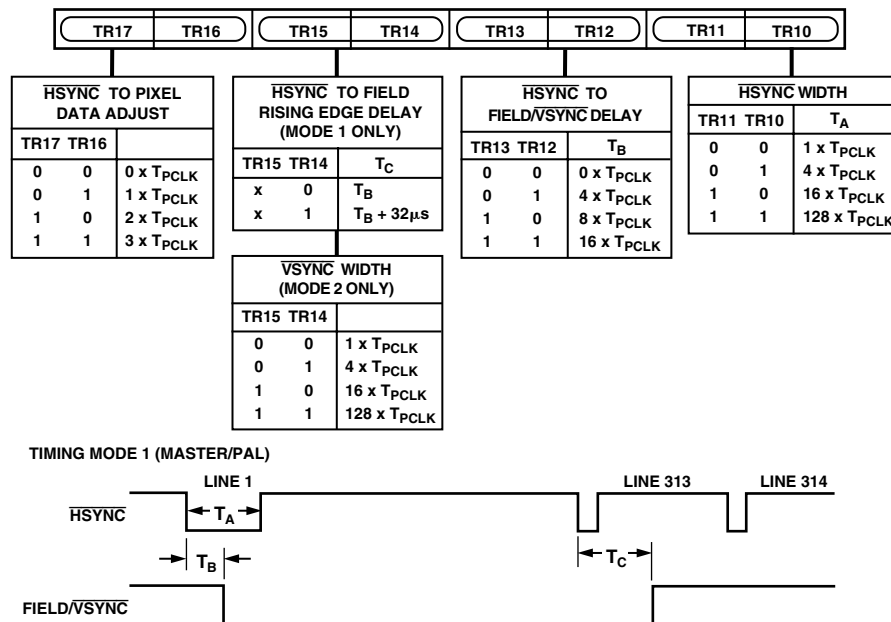 TR17 TR16 TR15 TR14 TR13 TR12 TR11 TR10
HSYNC TO PIXEL
DATA ADJUST
TR17 TR16
0 0 0 x TPCLK
0 1 1 x TPCLK
1 0 2 x TPCLK
1 1 3 x TPCLK
HSYNC TO FIELD
RISING EDGE DELAY
(MODE 1 ONLY)
TR15 TR14 TC
x 0 TB
x 1 TB + 32µs
VSYNC WIDTH
(MODE 2 ONLY)
TR15 TR14
0 0 1 x TPCLK
0 1 4 x TPCLK
1 0 16 x TPCLK
1 1 128 x TPCLK
HSYNC TO
FIELD/VSYNC DELAY
TR13 TR12 TB
0 0 0 x TPCLK
0 1 4 x TPCLK
1 0 8 x TPCLK
1 1 16 x TPCLK
HSYNC WIDTH
TR11 TR10 TA
0 0 1 x TPCLK
0 1 4 x TPCLK
1 0 16 x TPCLK
1 1 128 x TPCLK
TIMING MODE 1 (MASTER/PAL)
LINE 1 LINE 313 LINE 314
HSYNC TA
TB TC
FIELD/VSYNC